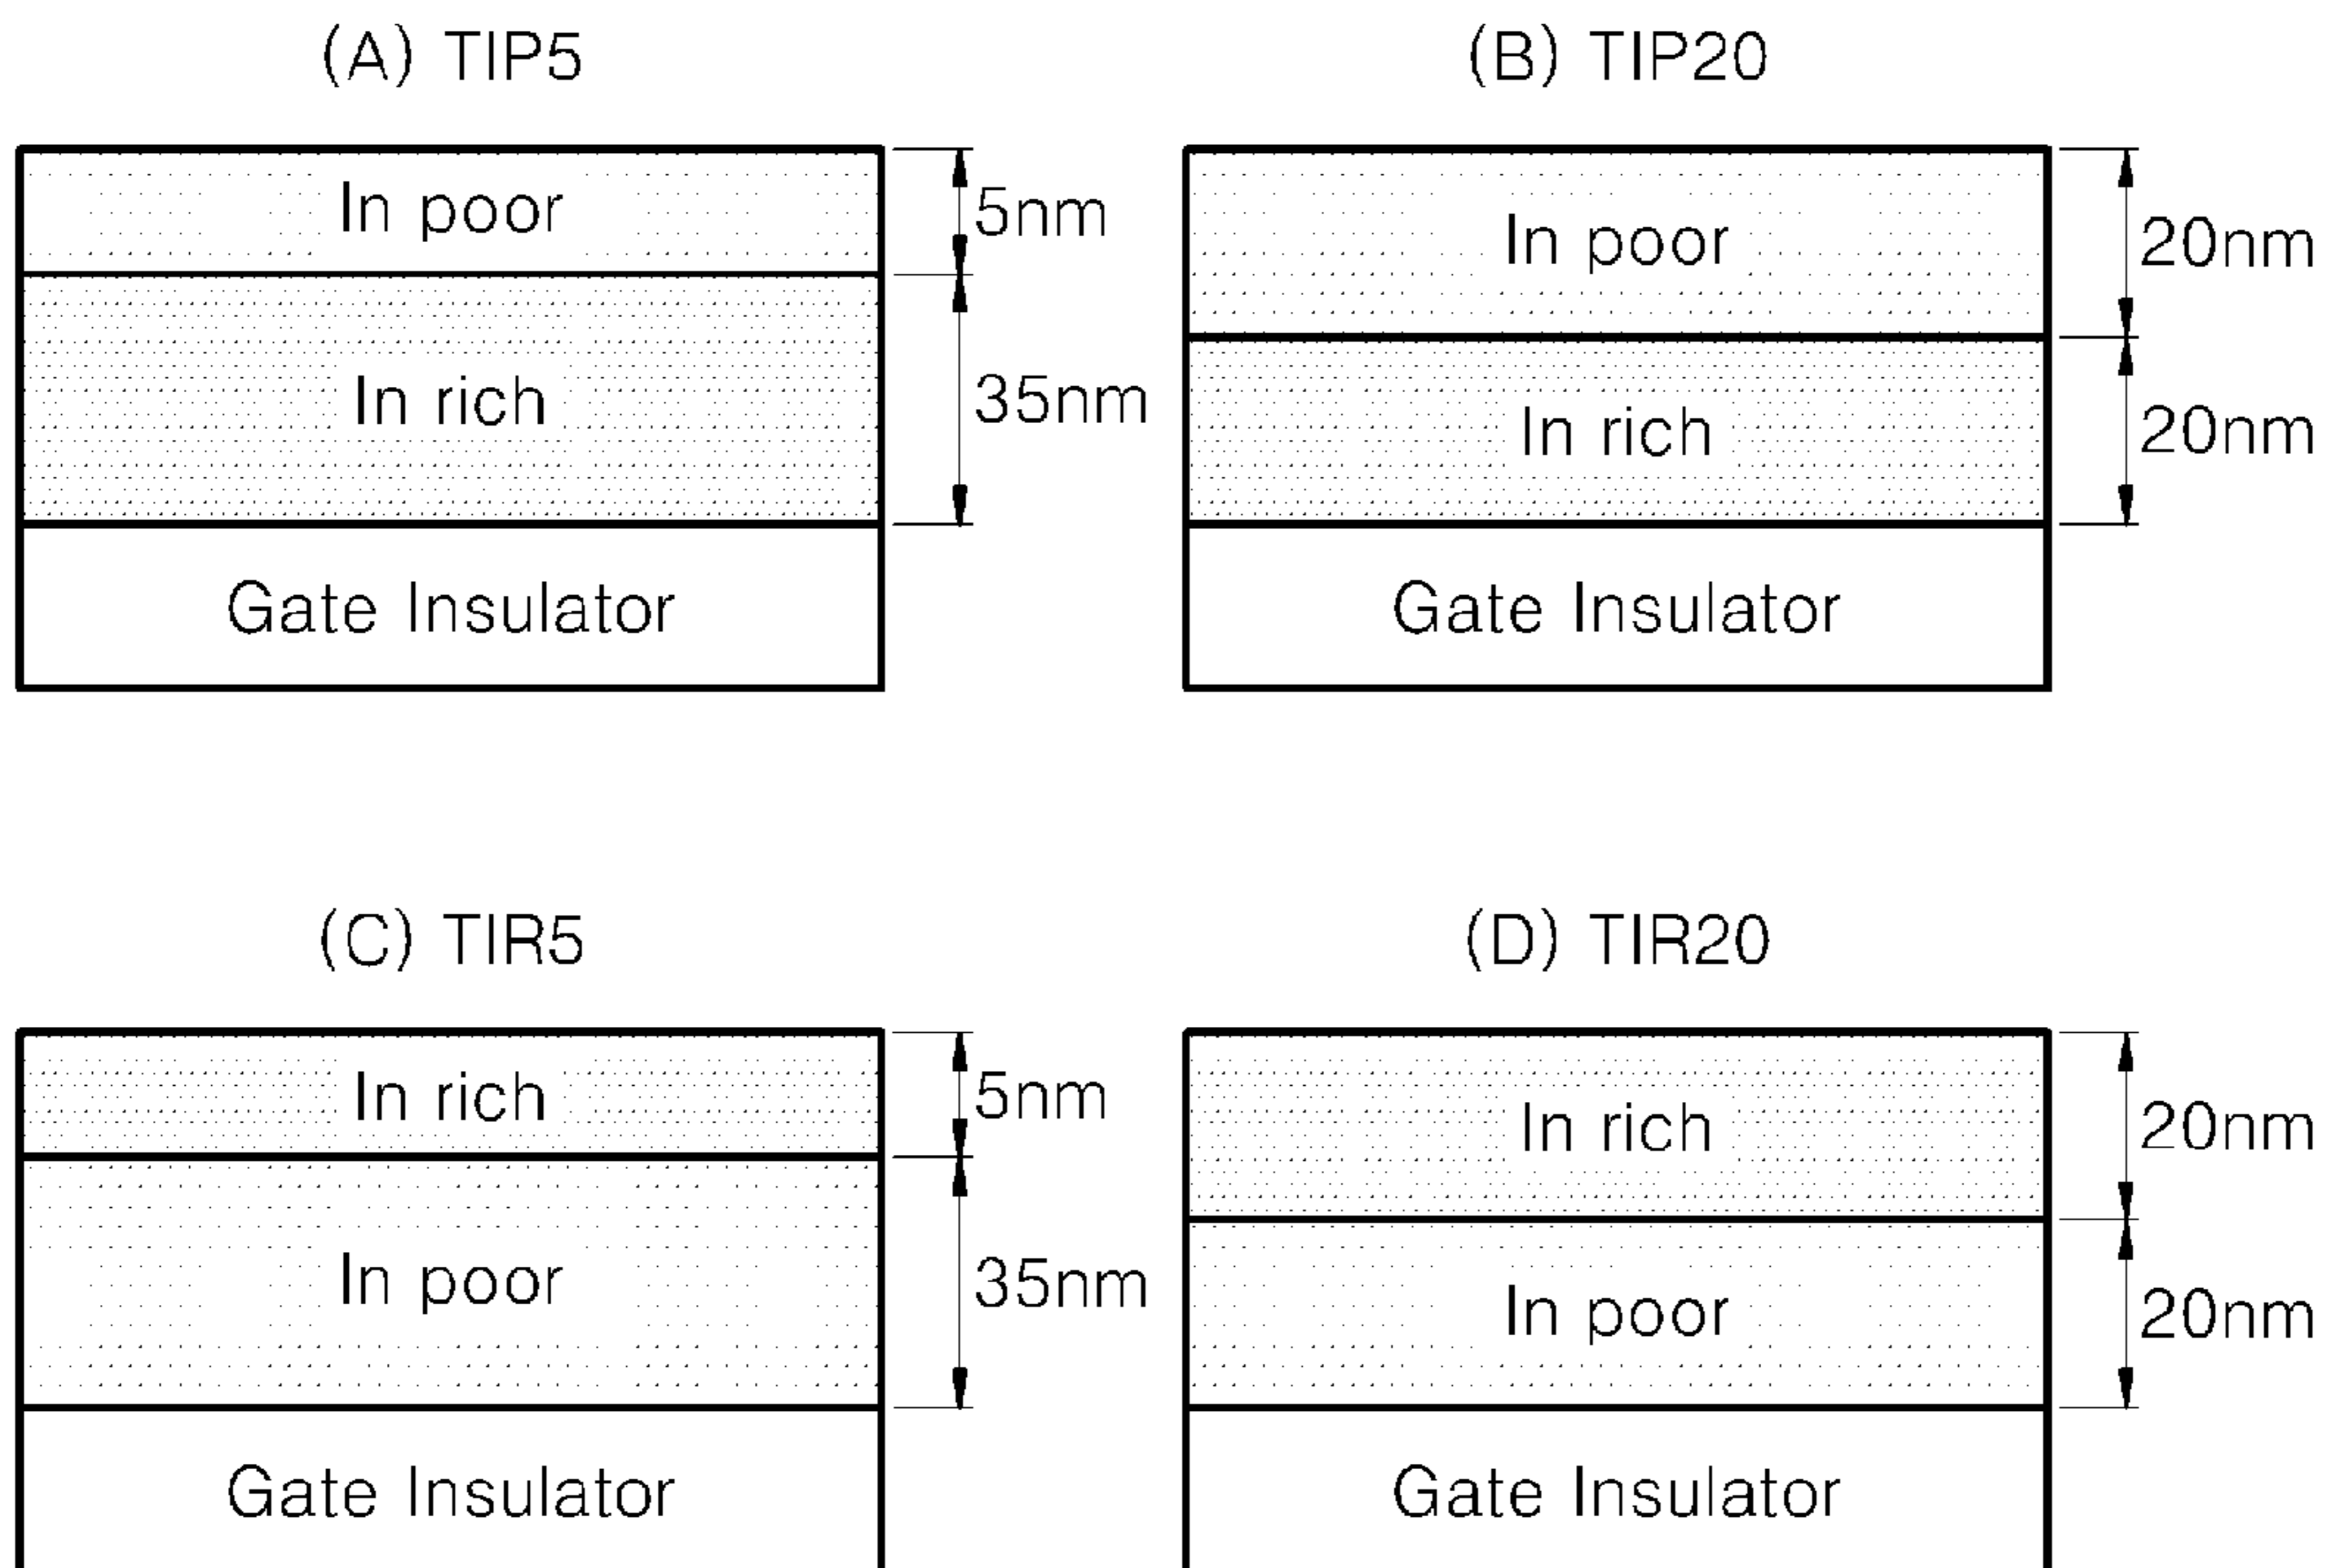 (A) TIP5
In poor
5nm
In rich
35nm
Gate Insulator
(B) TIP20
In poor
20nm
In rich
20nm
Gate Insulator
(C) TIR5
In rich
5nm
In poor
35nm
Gate Insulator
(D) TIR20
In rich
20nm
In poor
20nm
Gate Insulator